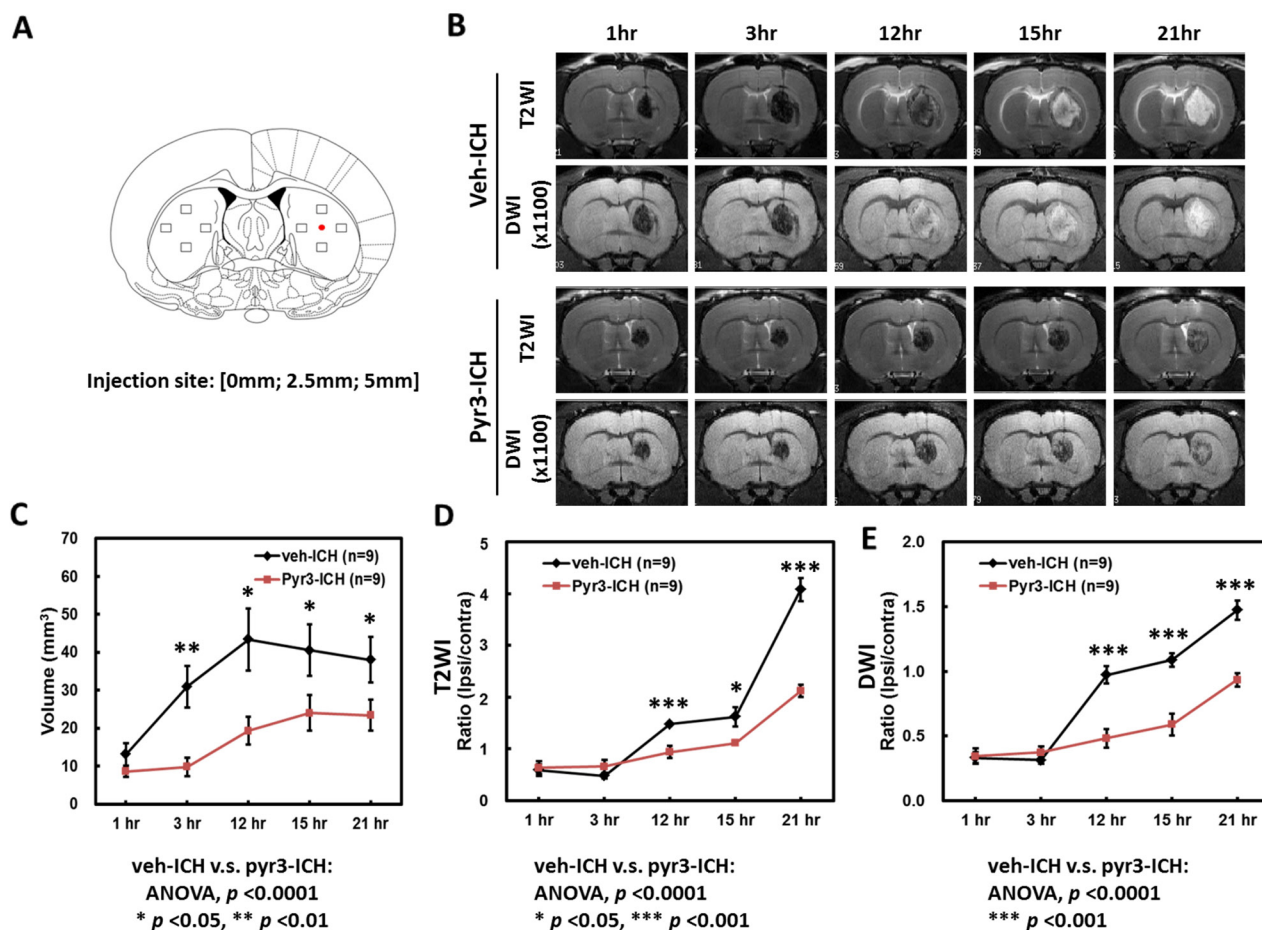 A
Injection site: [0mm; 2.5mm; 5mm]
B
1hr 3hr 12hr 15hr 21hr
Veh-ICH
T2WI
DWI
(x1100)
Pyr3-ICH
T2WI
DWI
(x1100)
C
Volume (mm³)
70
60
50
40
30
20
10
0
veh-ICH (n=9)
Pyr3-ICH (n=9)
**
*
*
*
1 hr 3 hr 12 hr 15 hr 21 hr
veh-ICH v.s. pyr3-ICH:
ANOVA, p <0.0001
* p <0.05, ** p <0.01
D
T2WI
Ratio (Ipsi/contra)
5
4
3
2
1
0
veh-ICH (n=9)
Pyr3-ICH (n=9)
***
*
***
1 hr 3 hr 12 hr 15 hr 21 hr
veh-ICH v.s. pyr3-ICH:
ANOVA, p <0.0001
* p <0.05, *** p <0.001
E
DWI
Ratio (Ipsi/contra)
2.0
1.5
1.0
0.5
0.0
veh-ICH (n=9)
Pyr3-ICH (n=9)
***
***
***
1 hr 3 hr 12 hr 15 hr 21 hr
veh-ICH v.s. pyr3-ICH:
ANOVA, p <0.0001
*** p <0.001